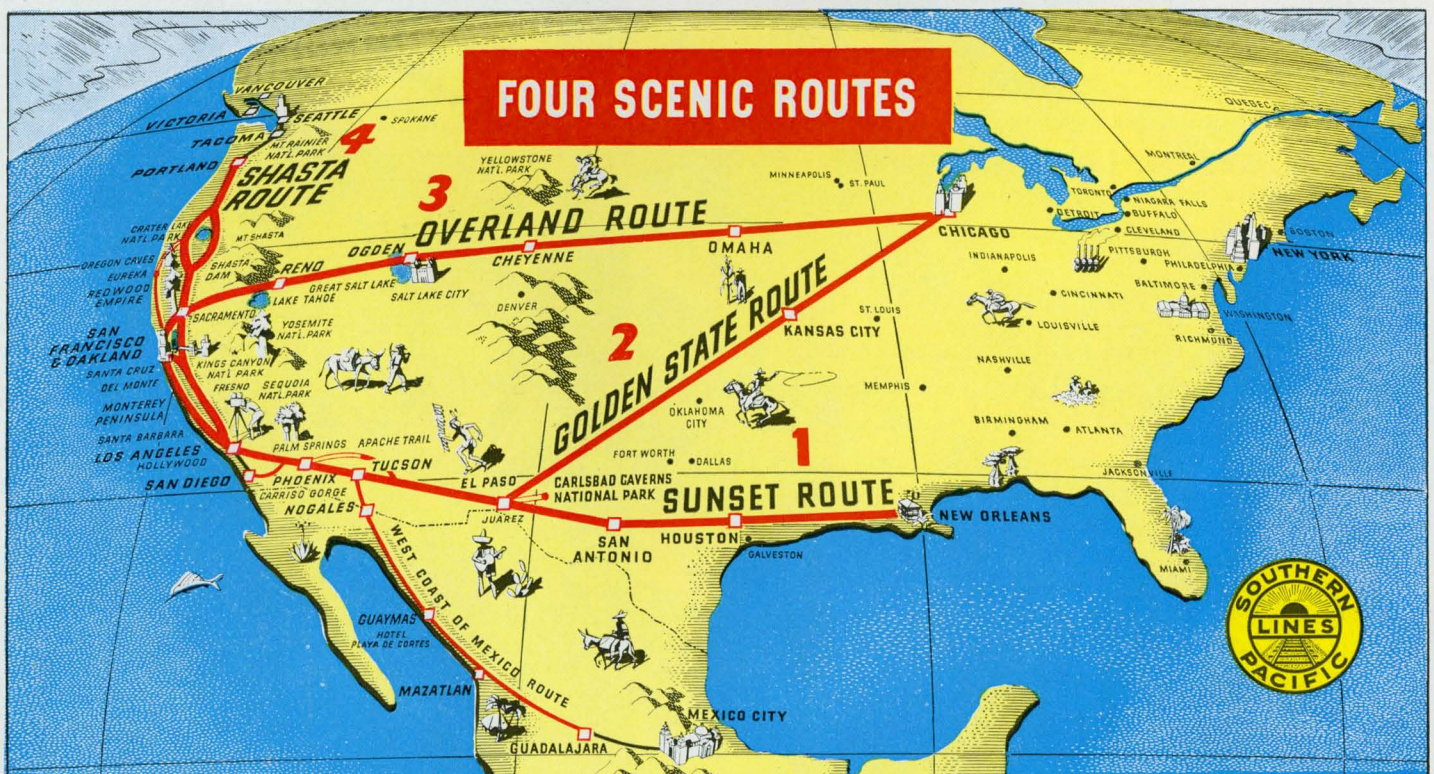 FOUR SCENIC ROUTES
VANCOUVER
VICTORIA
SEATTLE
TACOMA
MT RAINIER
NATL. PARK
SPOKANE
4
PORTLAND
SHASTA
ROUTE
YELLOWSTONE
NATL. PARK
3
OVERLAND ROUTE
MINNEAPOLIS
ST. PAUL
QUEBEC
MONTREAL
TORONTO
NIAGARA FALLS
BUFFALO
DETROIT
CLEVELAND
CHICAGO
BOSTON
NEW YORK
PITTSBURGH
PHILADELPHIA
INDIANAPOLIS
BALTIMORE
CINCINNATI
WASHINGTON
LOUISVILLE
RICHMOND
CRATER LAKE
NATL. PARK
MT SHASTA
OREGON CAVES
EUREKA
REDWOOD
EMPIRE
SHASTA
DAM
RENO
OGDEN
CHEYENNE
OMAHA
GREAT SALT LAKE
LAKE TAHOE
SALT LAKE CITY
DENVER
SACRAMENTO
YOSEMITE
NATL. PARK
SAN
FRANCISCO
& OAKLAND
KINGS CANYON
NATL PARK
SANTA CRUZ
DEL MONTE
FRESNO
SEQUOIA
NATL. PARK
MONTEREY
PENINSULA
2
GOLDEN STATE ROUTE
KANSAS CITY
ST. LOUIS
NASHVILLE
MEMPHIS
OKLAHOMA
CITY
BIRMINGHAM
ATLANTA
SANTA BARBARA
LOS ANGELES
HOLLYWOOD
SAN DIEGO
PALM SPRINGS
APACHE TRAIL
PHOENIX
TUCSON
CARRISO GORGE
NOGALES
EL PASO
JUAREZ
CARLSBAD CAVERNS
NATIONAL PARK
FORT WORTH
DALLAS
1
SUNSET ROUTE
JACKSONVILLE
SAN
ANTONIO
HOUSTON
GALVESTON
NEW ORLEANS
MIAMI
WEST COAST OF MEXICO ROUTE
GUAYMAS
HOTEL
PLAYA DE CORTES
MAZATLAN
GUADALAJARA
MEXICO CITY
SOUTHERN
LINES
PACIFIC